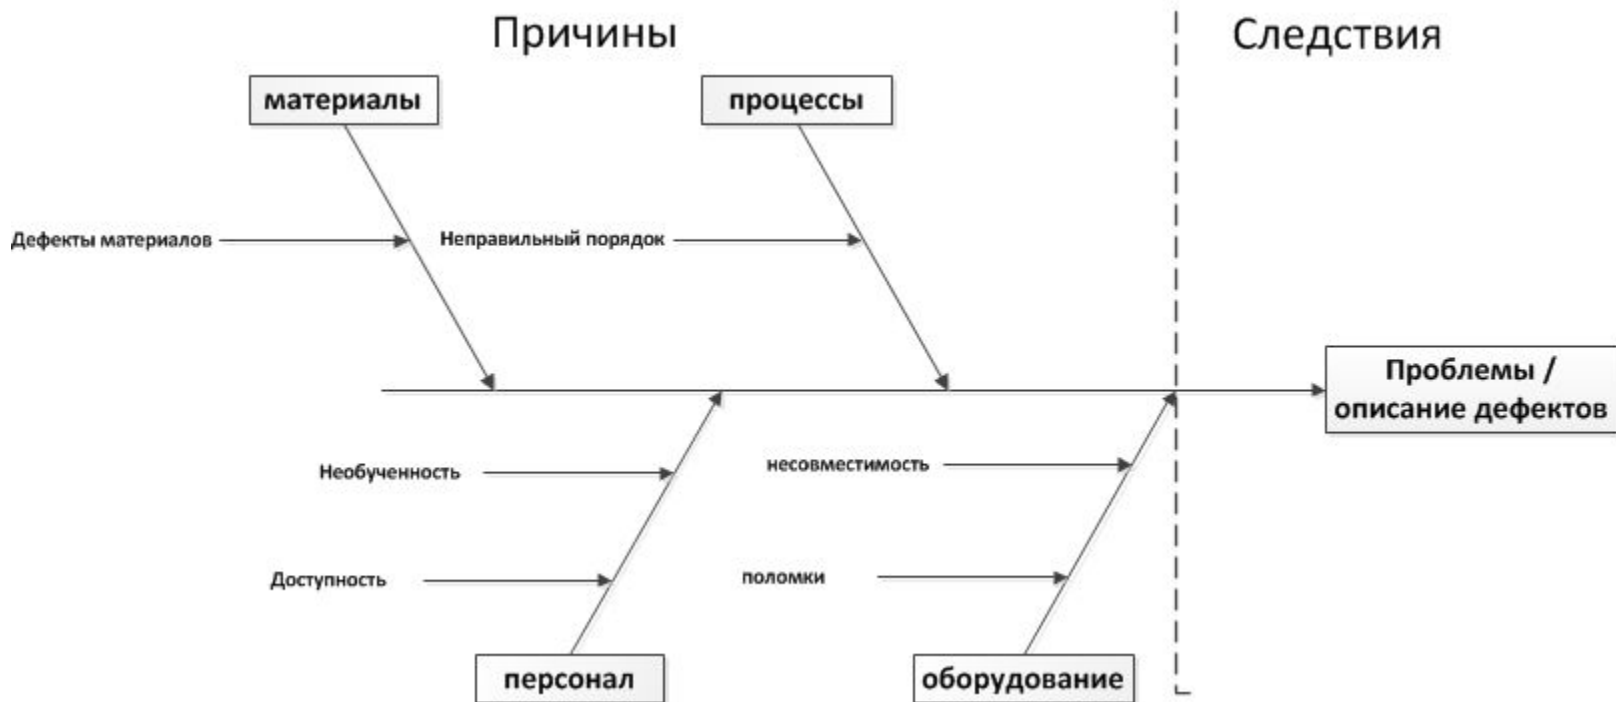 Причины
Следствия
материалы
процессы
Дефекты материалов
Неправильный порядок
Проблемы /
описание дефектов
Необученность
несовместимость
Доступность
поломки
персонал
оборудование